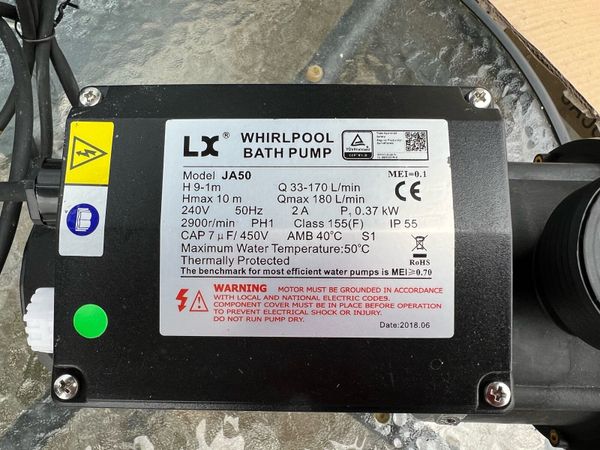 LX® WHIRLPOOL
BATH PUMP
Model JA50
MEI=0.1
H 9-1m Q 33-170 L/min
Hmax 10 m Qmax 180 L/min
240V 50Hz 2 A P₂ 0.37 kW
2900r/min PH1 Class 155(F) IP 55
CAP 7μF/ 450V AMB 40℃ S1
Maximum Water Temperature:50℃
Thermally Protected
CE
RoHS
The benchmark for most efficient water pumps is MEI≥0.70
WARNING MOTOR MUST BE GROUNDED IN ACCORDANCE
WITH LOCAL AND NATIONAL ELECTRIC CODES.
COMPONENT COVER MUST BE IN PLACE BEFORE OPERATION
TO PREVENT ELECTRICAL SHOCK OR INJURY.
DO NOT RUN PUMP DRY.
Date:2018.06